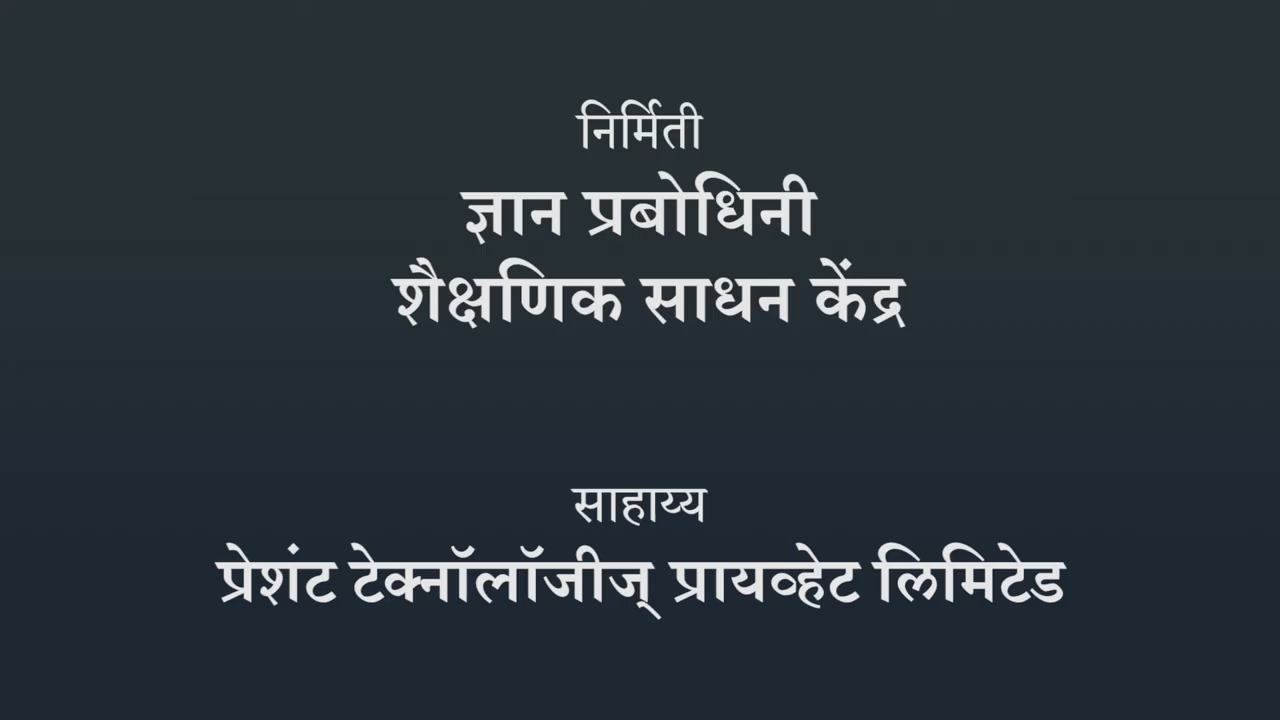 निर्मिती
ज्ञान प्रबोधिनी
शैक्षणिक साधन केंद्र
साहाय्य
प्रेशंट टेक्नॉलॉजीज् प्रायव्हेट लिमिटेड